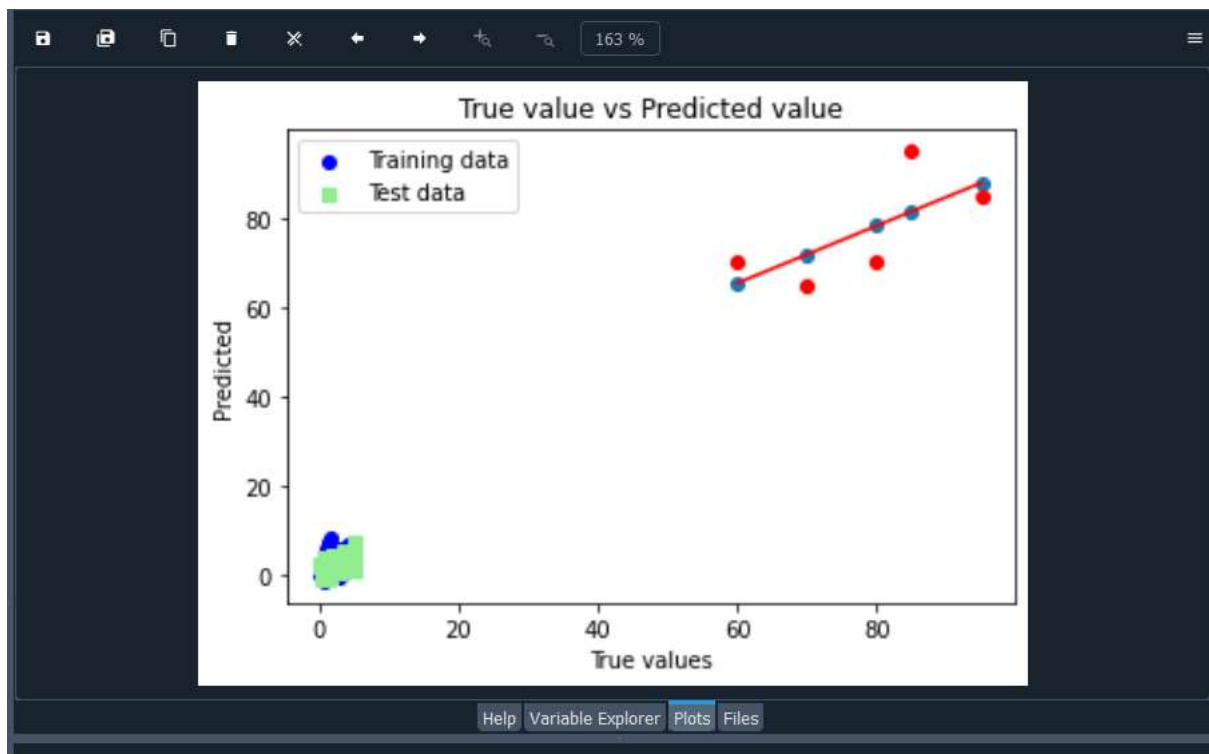 163 %
True value vs Predicted value
Training data
Test data
80
60
40
20
0
Predicted
0 20 40 60 80
True values
Help Variable Explorer Plots Files